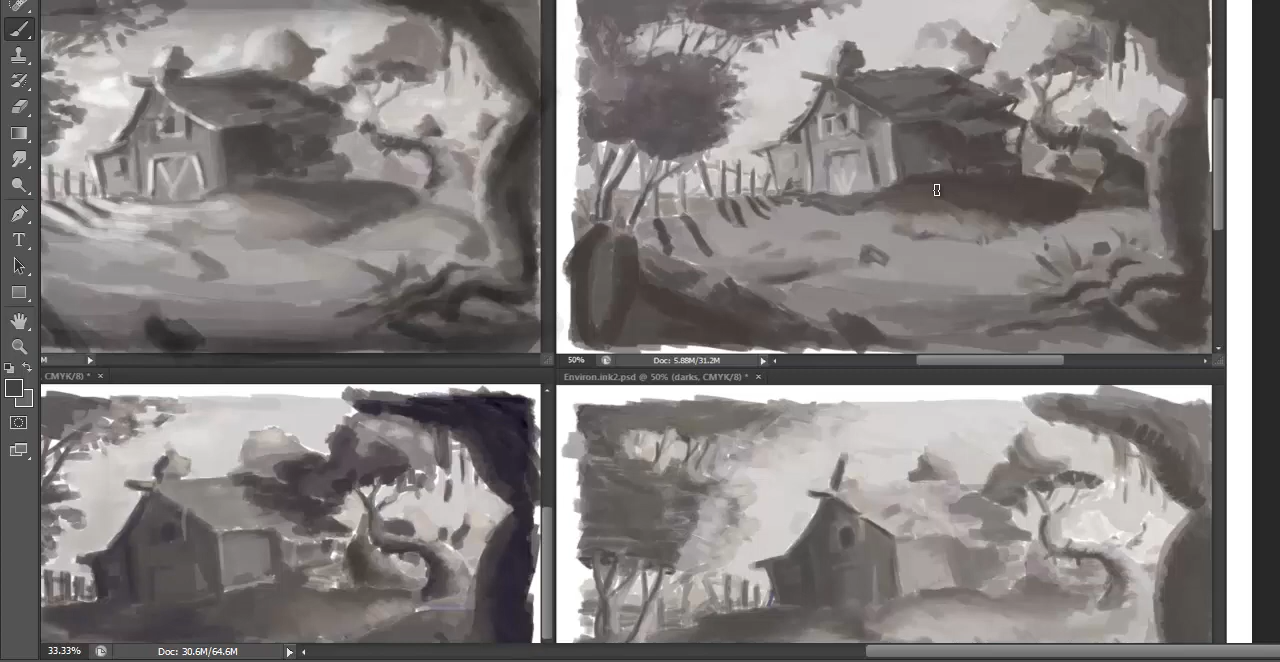 T
M
50%
Doc: 5.88M/31.2M
CMYK/8) * ×
Environ.ink2.psd @ 50% (darks, CMYK/8) * ×
33.33%
Doc: 30.6M/64.6M